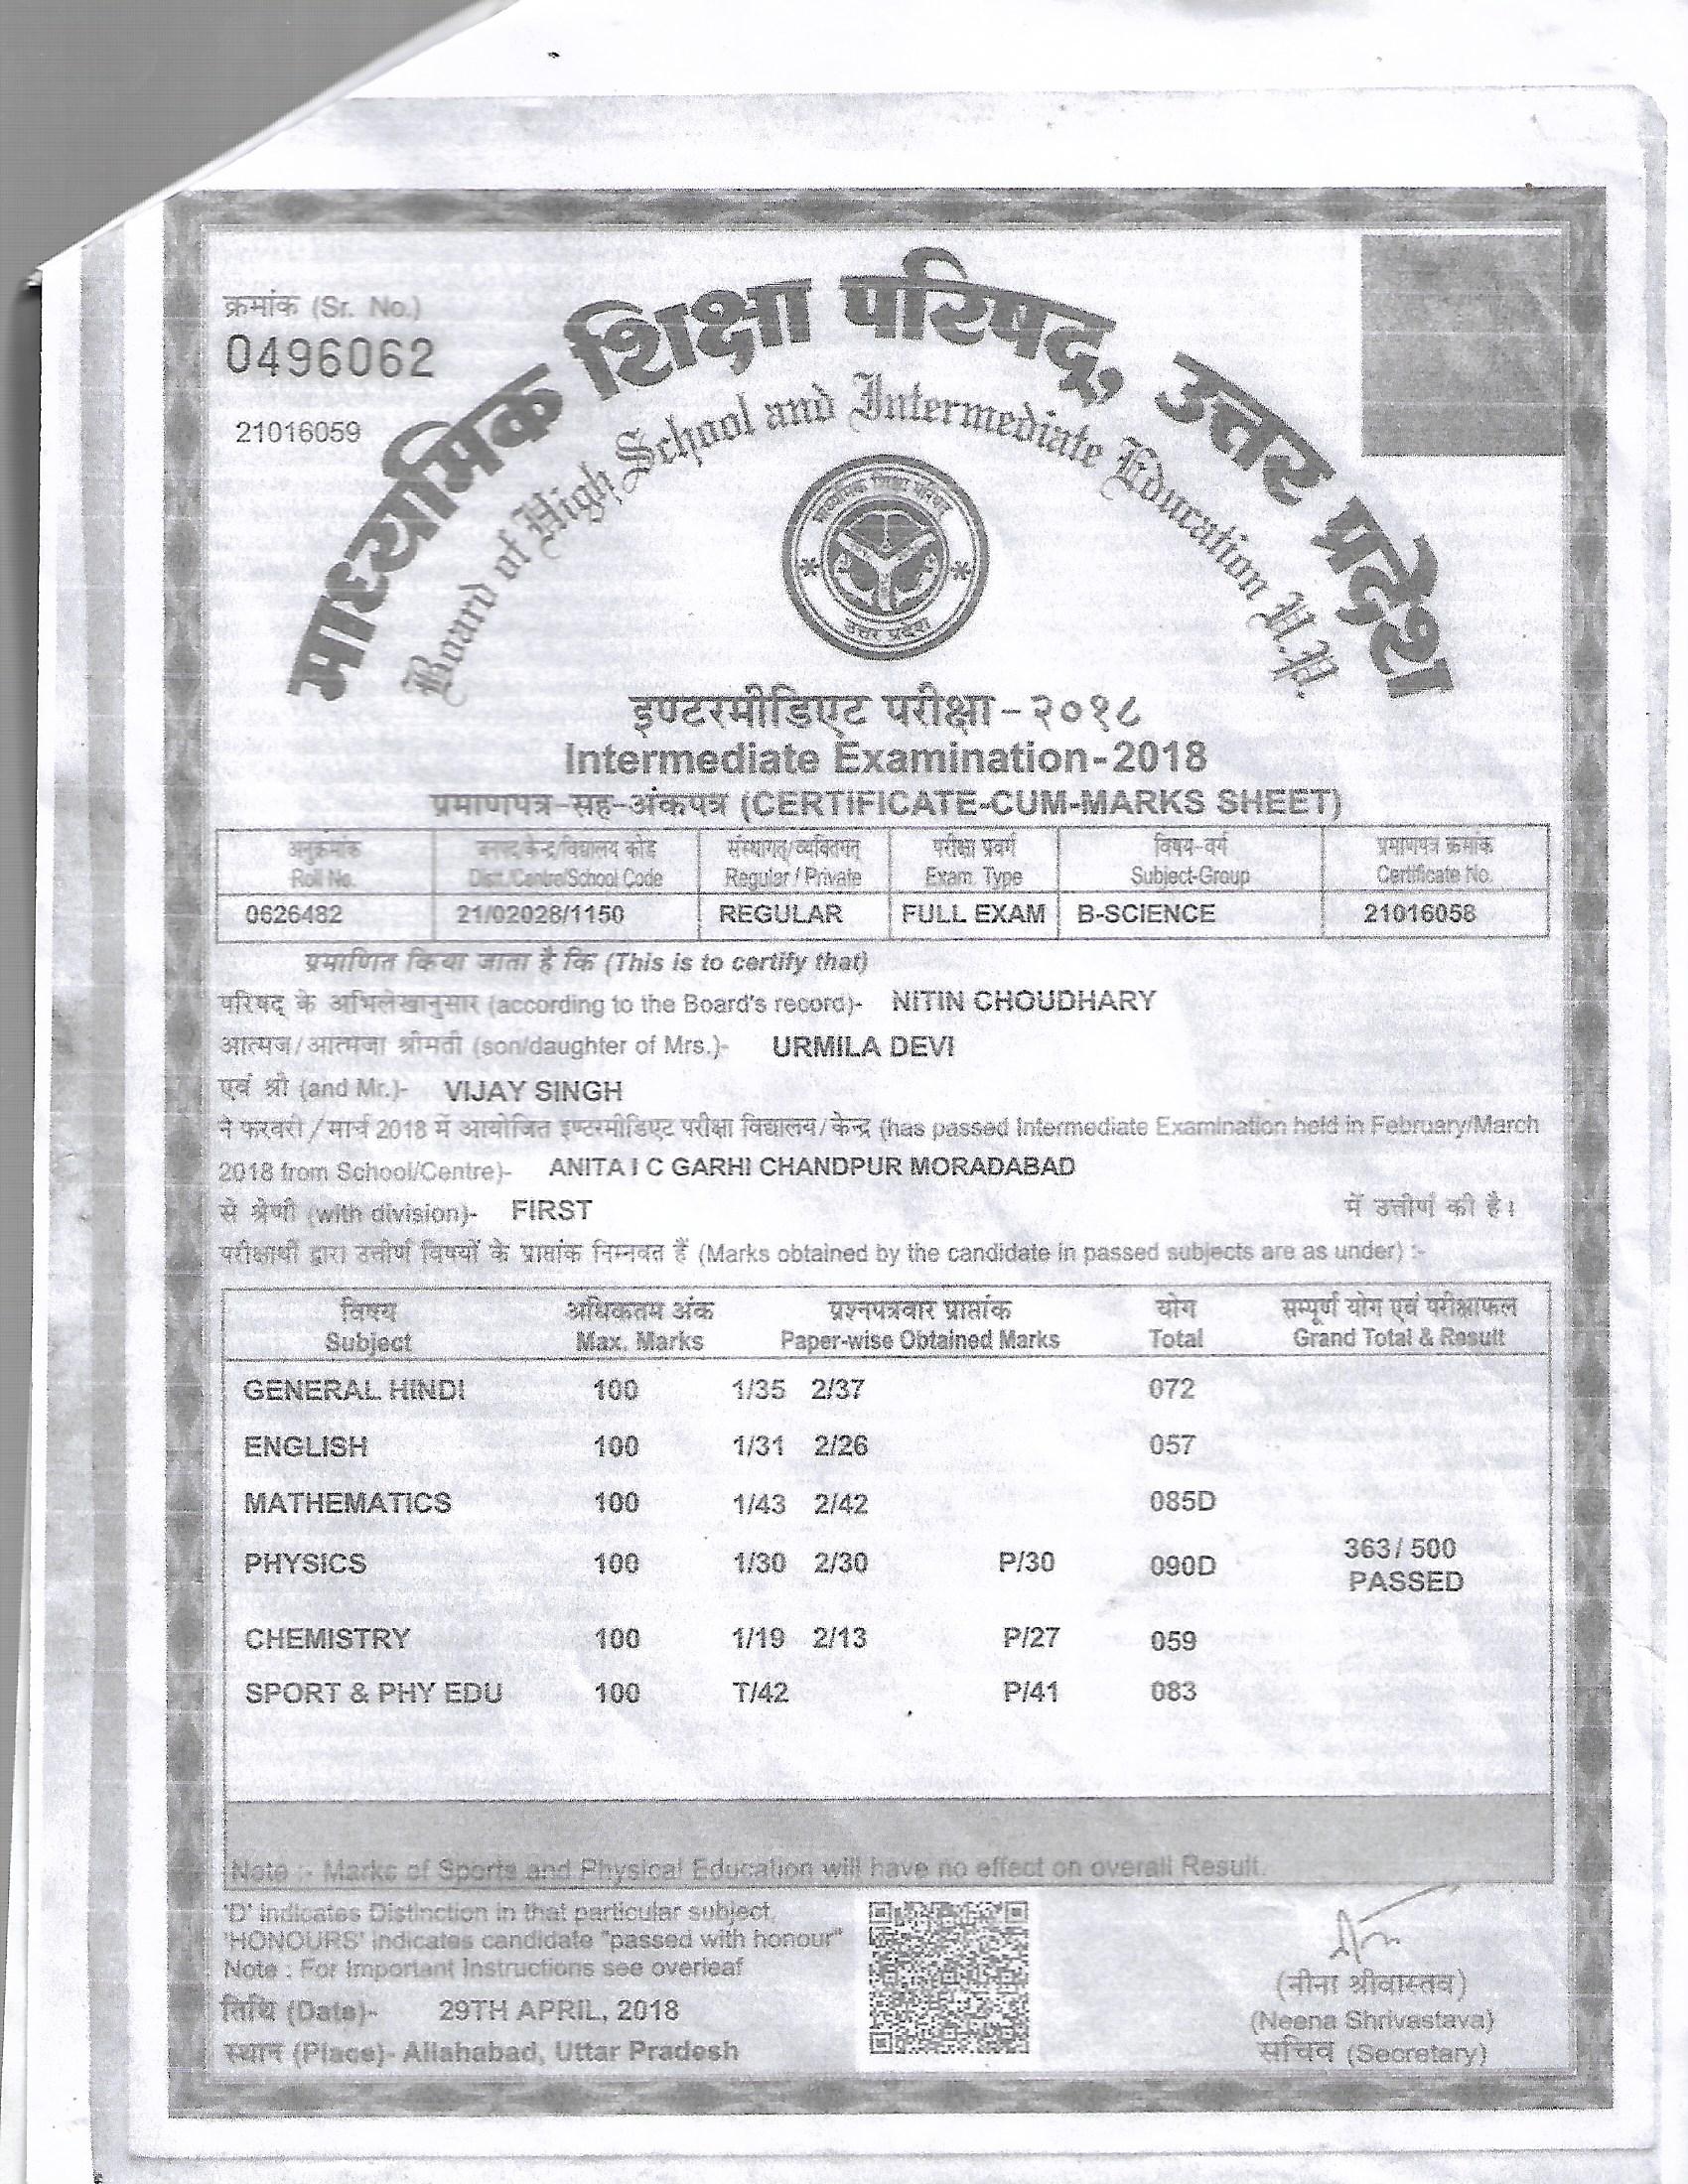 क्रमांक (Sr. No.)
0496062
21016059
माध्यमिक शिक्षा परिषद्, उत्तर प्रदेश
Board of High School and Intermediate Education U.P.
माध्यमिक शिक्षा परिषद
उत्तर प्रदेश
इण्टरमीडिएट परीक्षा-२०१८
Intermediate Examination-2018
प्रमाणपत्र-सह-अंकपत्र (CERTIFICATE-CUM-MARKS SHEET)
अनुक्रमांक जनपद/केन्द्र/विद्यालय कोड संस्थागत/व्यक्तिगत परीक्षा प्रवर्ग विषय-वर्ग प्रमाणपत्र क्रमांक
Roll No. Distt./Centre/School Code Regular / Private Exam. Type Subject-Group Certificate No.
0626482 21/02028/1150 REGULAR FULL EXAM B-SCIENCE 21016058
प्रमाणित किया जाता है कि (This is to certify that)
परिषद् के अभिलेखानुसार (according to the Board's record)- NITIN CHOUDHARY
आत्मज/आत्मजा श्रीमती (son/daughter of Mrs.)- URMILA DEVI
एवं श्री (and Mr.)- VIJAY SINGH
ने फरवरी/मार्च 2018 में आयोजित इण्टरमीडिएट परीक्षा विद्यालय/केन्द्र (has passed Intermediate Examination held in February/March
2018 from School/Centre)- ANITA I C GARHI CHANDPUR MORADABAD
से श्रेणी (with division)- FIRST में उत्तीर्ण की है।
परीक्षार्थी द्वारा उत्तीर्ण विषयों के प्राप्तांक निम्नवत हैं (Marks obtained by the candidate in passed subjects are as under) :-
विषय अधिकतम अंक प्रश्नपत्रवार प्राप्तांक योग सम्पूर्ण योग एवं परीक्षाफल
Subject Max. Marks Paper-wise Obtained Marks Total Grand Total & Result
GENERAL HINDI 100 1/35 2/37 072
ENGLISH 100 1/31 2/26 057
MATHEMATICS 100 1/43 2/42 085D
PHYSICS 100 1/30 2/30 P/30 090D 363/ 500
PASSED
CHEMISTRY 100 1/19 2/13 P/27 059
SPORT & PHY EDU 100 T/42 P/41 083
Note :- Marks of Sports and Physical Education will have no effect on overall Result.
'D' indicates Distinction in that particular subject,
'HONOURS' indicates candidate "passed with honour"
Note : For Important Instructions see overleaf
तिथि (Date)- 29TH APRIL, 2018
स्थान (Place)- Allahabad, Uttar Pradesh
(नीना श्रीवास्तव)
(Neena Shrivastava)
सचिव (Secretary)